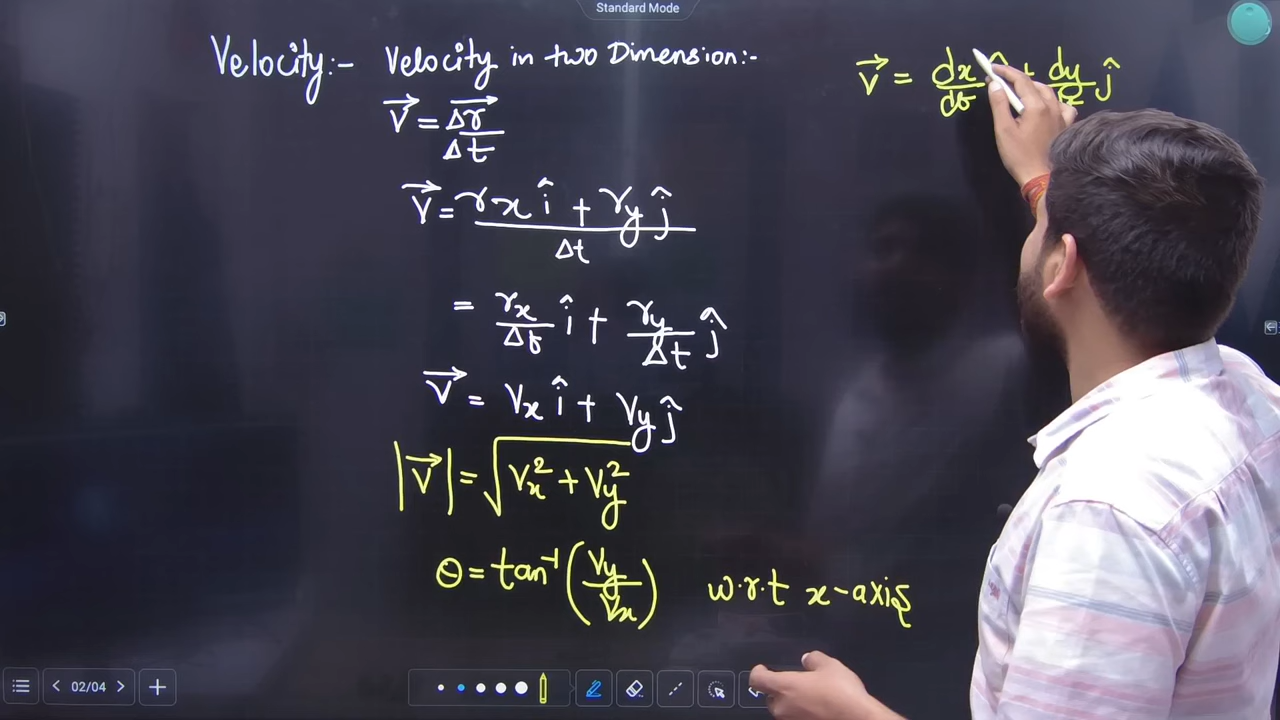 Standard Mode
Velocity:- Velocity in two Dimension:-
V⃗ = Δr⃗/Δt
V⃗ = (rx î + ry ĵ)/Δt
= rx/Δt î + ry/Δt ĵ
V⃗ = Vx î + Vy ĵ
|V⃗| = √(Vx² + Vy²)
θ = tan⁻¹(Vy/Vx) w.r.t x-axis
V⃗ = dx/dt + dy ĵ
02/04